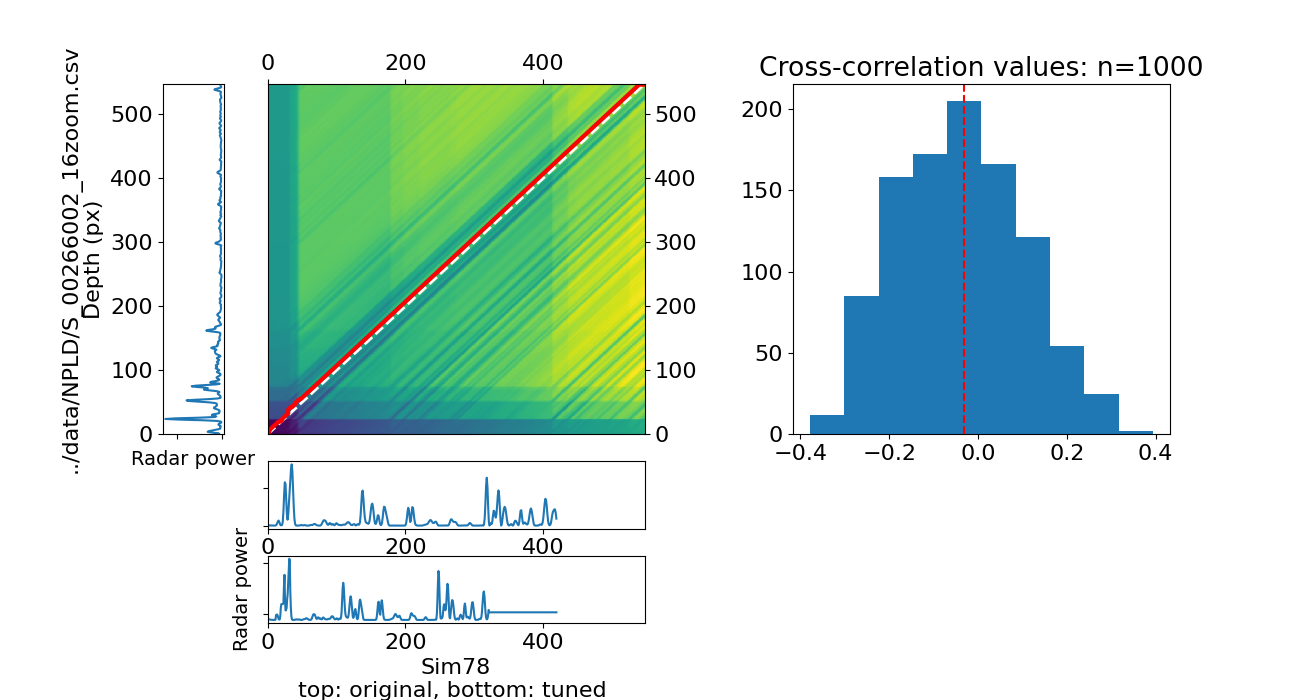 ../data/NPLD/S_00266002_16zoom.csv
Depth (px)
500
400
300
200
100
0
Radar power
0 200 400
500
400
300
200
100
0
0 200 400
Radar power
0 200 400
Sim78
top: original, bottom: tuned
Cross-correlation values: n=1000
200
150
100
50
0
−0.4 −0.2 0.0 0.2 0.4